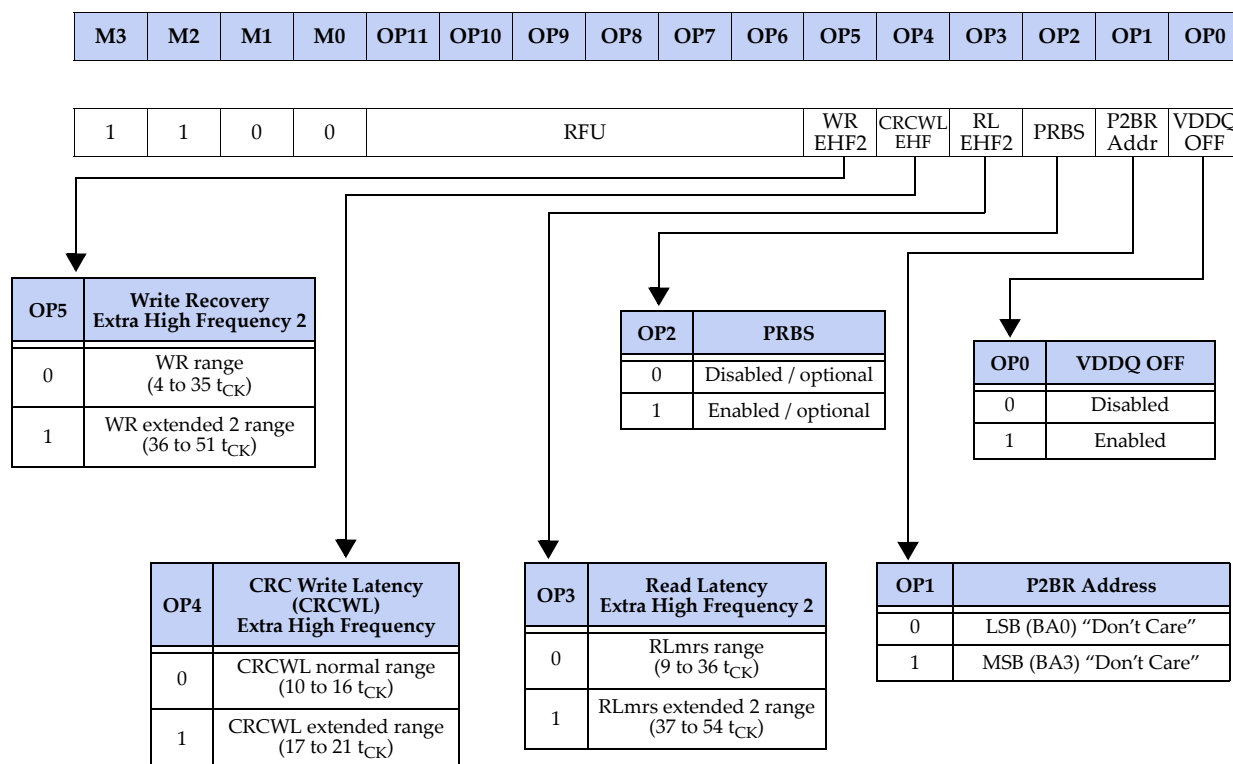 M3 M2 M1 M0 OP11 OP10 OP9 OP8 OP7 OP6 OP5 OP4 OP3 OP2 OP1 OP0
1 1 0 0 RFU WR EHF2 CRCWL EHF RL EHF2 PRBS P2BR Addr VDDQ OFF
OP5 Write Recovery
Extra High Frequency 2
0 WR range
(4 to 35 tCK)
1 WR extended 2 range
(36 to 51 tCK)
OP2 PRBS
0 Disabled / optional
1 Enabled / optional
OP0 VDDQ OFF
0 Disabled
1 Enabled
OP4 CRC Write Latency
(CRCWL)
Extra High Frequency
0 CRCWL normal range
(10 to 16 tCK)
1 CRCWL extended range
(17 to 21 tCK)
OP3 Read Latency
Extra High Frequency 2
0 RLmrs range
(9 to 36 tCK)
1 RLmrs extended 2 range
(37 to 54 tCK)
OP1 P2BR Address
0 LSB (BA0) “Don’t Care”
1 MSB (BA3) “Don’t Care”